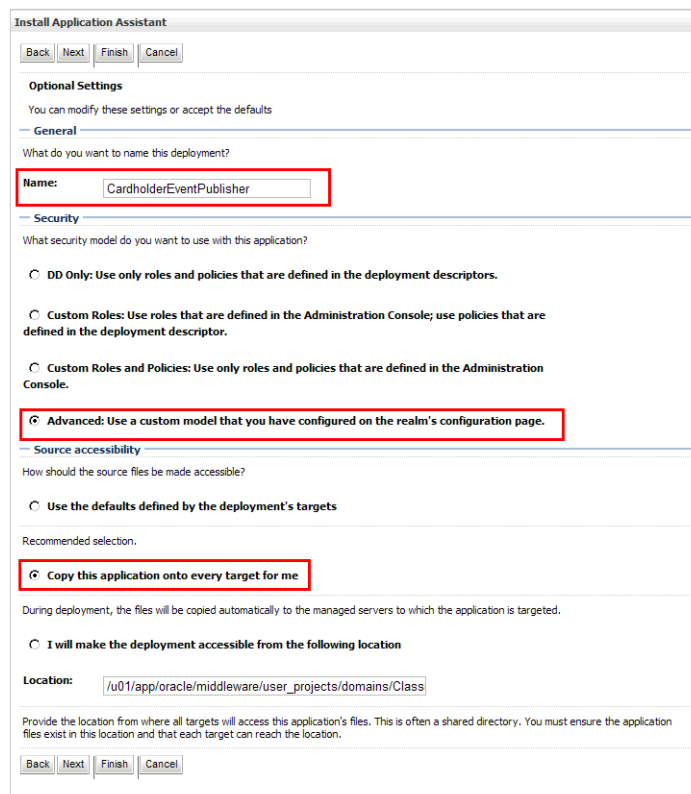 Install Application Assistant
Back Next Finish Cancel
Optional Settings
You can modify these settings or accept the defaults
General
What do you want to name this deployment?
Name: CardholderEventPublisher
Security
What security model do you want to use with this application?
DD Only: Use only roles and policies that are defined in the deployment descriptors.
Custom Roles: Use roles that are defined in the Administration Console; use policies that are
defined in the deployment descriptor.
Custom Roles and Policies: Use only roles and policies that are defined in the Administration
Console.
Advanced: Use a custom model that you have configured on the realm's configuration page.
Source accessibility
How should the source files be made accessible?
Use the defaults defined by the deployment's targets
Recommended selection.
Copy this application onto every target for me
During deployment, the files will be copied automatically to the managed servers to which the application is targeted.
I will make the deployment accessible from the following location
Location: /u01/app/oracle/middleware/user_projects/domains/Class
Provide the location from where all targets will access this application's files. This is often a shared directory. You must ensure the application
files exist in this location and that each target can reach the location.
Back Next Finish Cancel